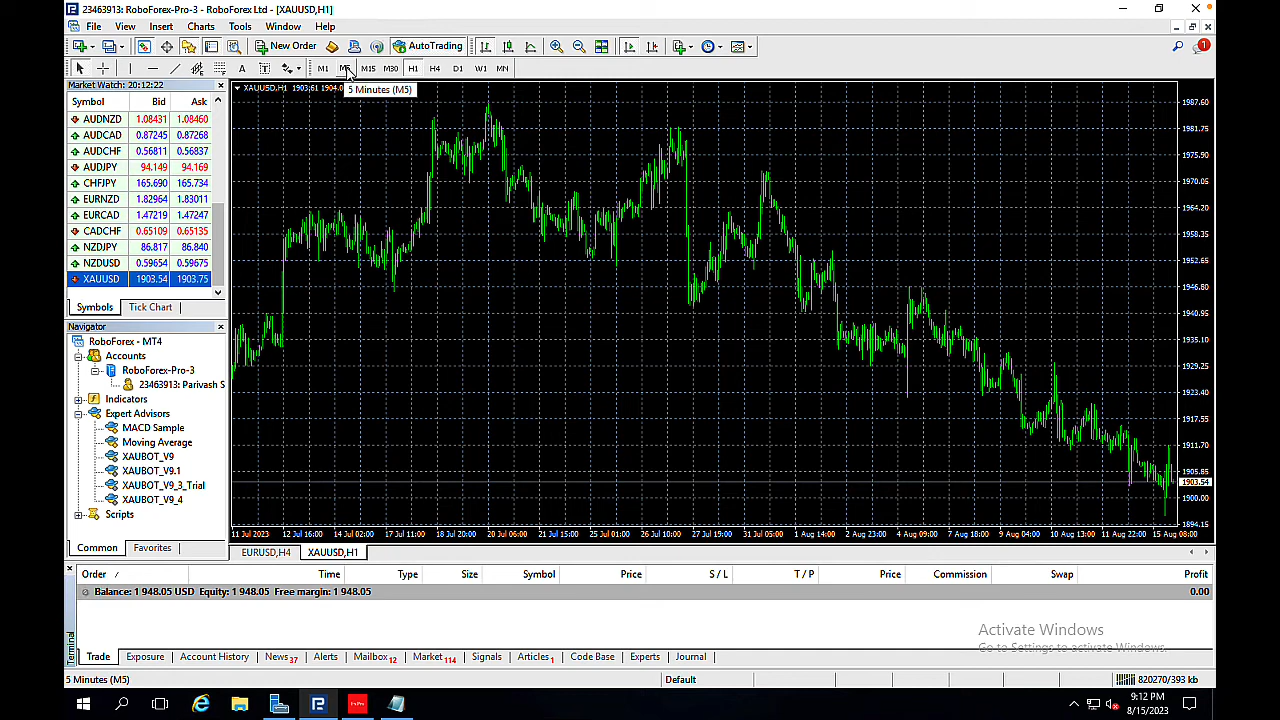 23463913: RoboForex-Pro-3 - RoboForex Ltd - [XAUUSD,H1]
File View Insert Charts Tools Window Help
New Order AutoTrading 1
A T M1 M5 M15 M30 H1 H4 D1 W1 MN
5 Minutes (M5)
Market Watch: 20:12:22
Symbol Bid Ask
AUDNZD 1.08431 1.08460
AUDCAD 0.87245 0.87268
AUDCHF 0.56811 0.56837
AUDJPY 94.149 94.169
CHFJPY 165.690 165.734
EURNZD 1.82964 1.83011
EURCAD 1.47219 1.47247
CADCHF 0.65109 0.65135
NZDJPY 86.817 86.840
NZDUSD 0.59654 0.59675
XAUUSD 1903.54 1903.75
Symbols Tick Chart
Navigator
RoboForex - MT4
Accounts
RoboForex-Pro-3
23463913: Parivash S
Indicators
Expert Advisors
MACD Sample
Moving Average
XAUBOT_V9
XAUBOT_V9.1
XAUBOT_V9_3_Trial
XAUBOT_V9_4
Scripts
Common Favorites
XAUUSD,H1 1903.61 1904.0
1987.60
1981.75
1975.90
1970.05
1964.20
1958.35
1952.65
1946.80
1940.95
1935.10
1929.25
1923.40
1917.55
1911.70
1905.85
1903.54
1900.00
1894.15
11 Jul 2023 12 Jul 16:00 14 Jul 02:00 17 Jul 12:00 18 Jul 20:00 20 Jul 06:00 21 Jul 15:00 25 Jul 01:00 26 Jul 10:00 27 Jul 19:00 31 Jul 05:00 1 Aug 14:00 2 Aug 23:00 4 Aug 09:00 7 Aug 18:00 9 Aug 04:00 10 Aug 13:00 11 Aug 22:00 15 Aug 08:00
EURUSD,H4 XAUUSD,H1
Order / Time Type Size Symbol Price S / L T / P Price Commission Swap Profit
Balance: 1 948.05 USD Equity: 1 948.05 Free margin: 1 948.05 0.00
Activate Windows
Go to Settings to activate Windows.
Terminal
Trade Exposure Account History News 37 Alerts Mailbox 12 Market 114 Signals Articles 1 Code Base Experts Journal
5 Minutes (M5) Default 820270/393 kb
9:12 PM
8/15/2023